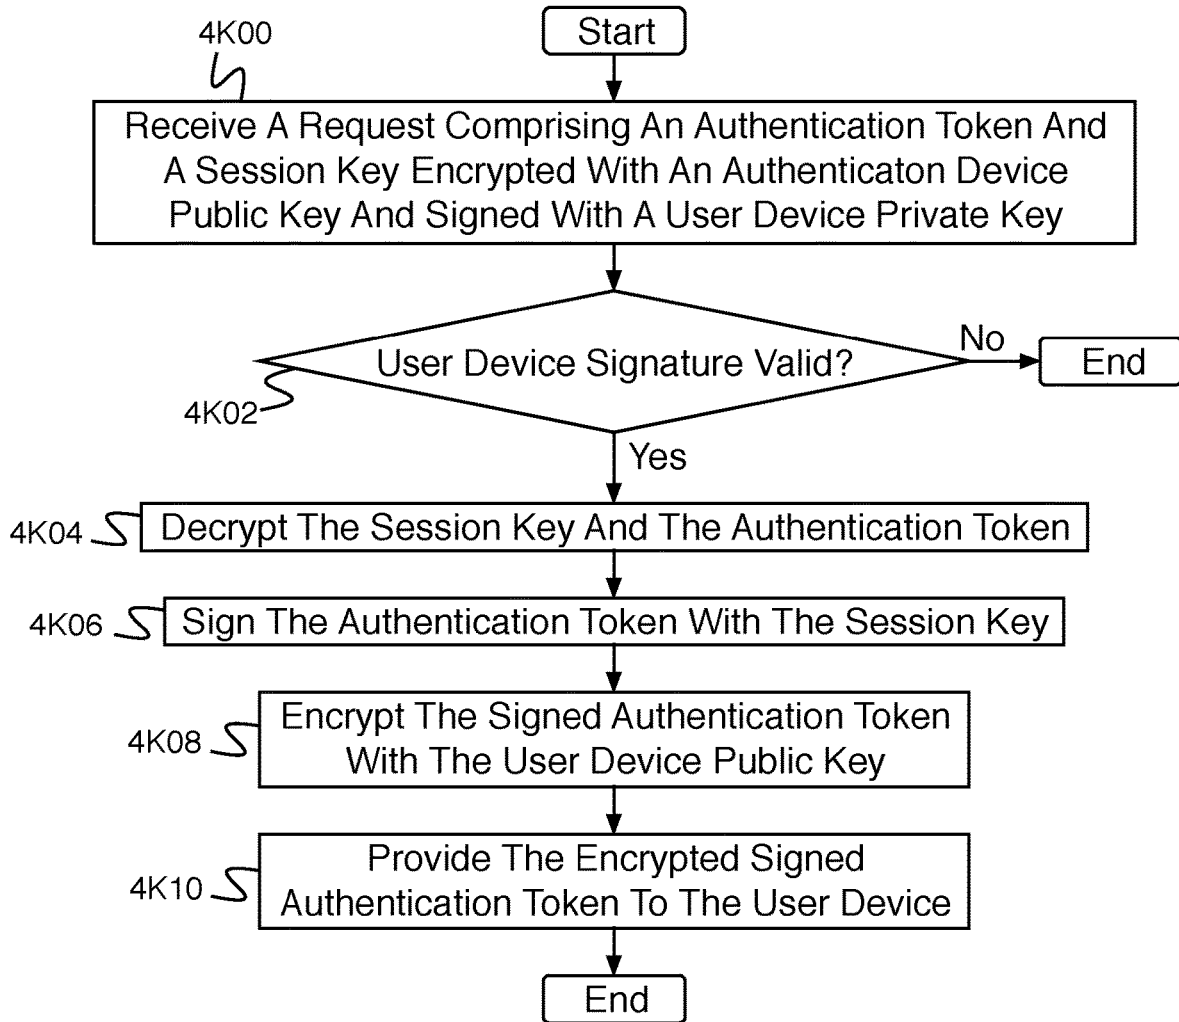 4K00
Start
Receive A Request Comprising An Authentication Token And
A Session Key Encrypted With An Authenticaton Device
Public Key And Signed With A User Device Private Key
User Device Signature Valid?
No
End
4K02
Yes
4K04
Decrypt The Session Key And The Authentication Token
4K06
Sign The Authentication Token With The Session Key
4K08
Encrypt The Signed Authentication Token
With The User Device Public Key
4K10
Provide The Encrypted Signed
Authentication Token To The User Device
End